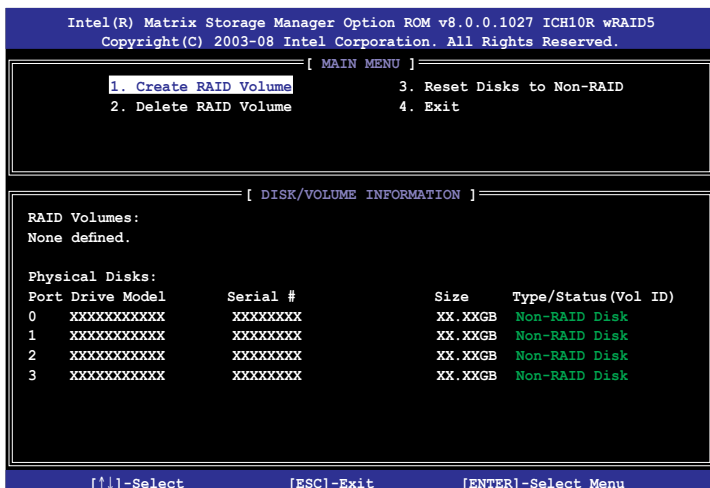 Intel(R) Matrix Storage Manager Option ROM v8.0.0.1027 ICH10R wRAID5
Copyright(C) 2003-08 Intel Corporation. All Rights Reserved.
[ MAIN MENU ]
1. Create RAID Volume 3. Reset Disks to Non-RAID
2. Delete RAID Volume 4. Exit
[ DISK/VOLUME INFORMATION ]
RAID Volumes:
None defined.
Physical Disks:
Port Drive Model Serial # Size Type/Status(Vol ID)
0 XXXXXXXXXXX XXXXXXXX XX.XXGB Non-RAID Disk
1 XXXXXXXXXXX XXXXXXXX XX.XXGB Non-RAID Disk
2 XXXXXXXXXXX XXXXXXXX XX.XXGB Non-RAID Disk
3 XXXXXXXXXXX XXXXXXXX XX.XXGB Non-RAID Disk
[↑↓]-Select [ESC]-Exit [ENTER]-Select Menu